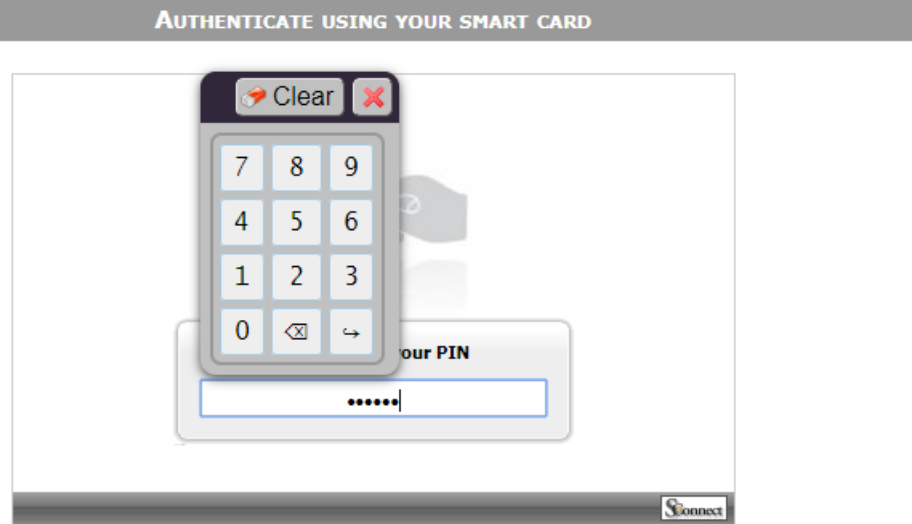 AUTHENTICATE USING YOUR SMART CARD
Clear
7 8 9
4 5 6
1 2 3
0
your PIN
••••••
SConnect